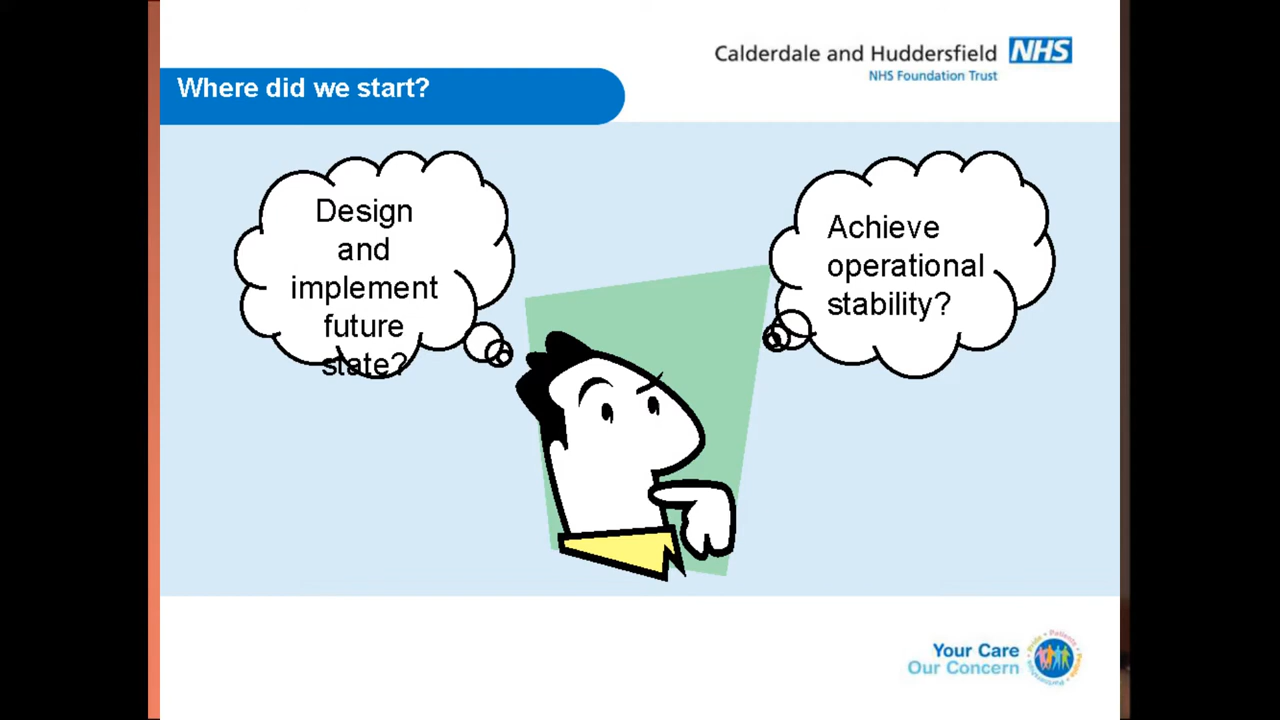 Calderdale and Huddersfield NHS
NHS Foundation Trust
Where did we start?
Design
and
implement
future
state?
Achieve
operational
stability?
Your Care
Our Concern